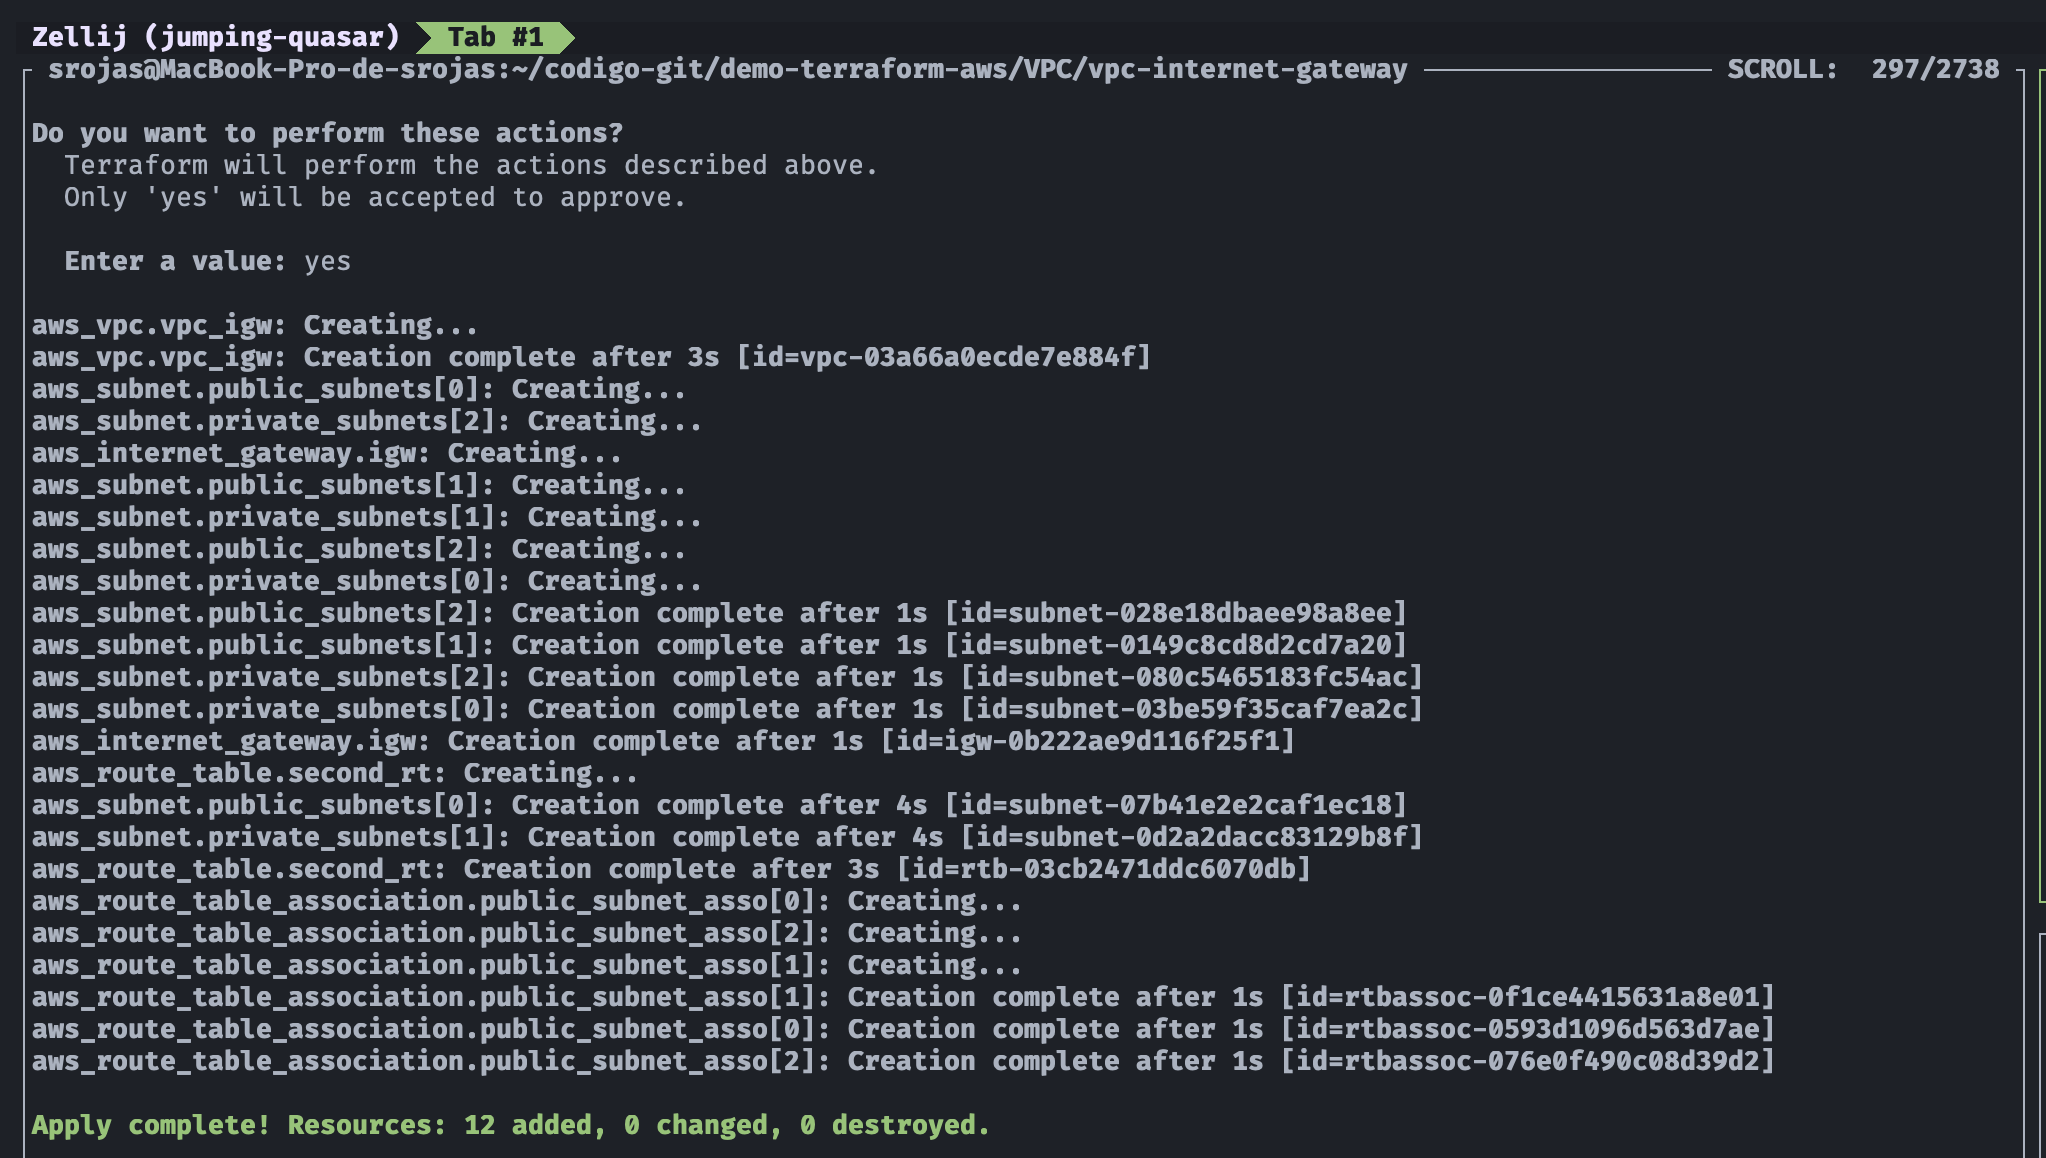 Zellij (jumping-quasar) Tab #1
srojas@MacBook-Pro-de-srojas:~/codigo-git/demo-terraform-aws/VPC/vpc-internet-gateway SCROLL: 297/2738
Do you want to perform these actions?
Terraform will perform the actions described above.
Only 'yes' will be accepted to approve.
Enter a value: yes
aws_vpc.vpc_igw: Creating...
aws_vpc.vpc_igw: Creation complete after 3s [id=vpc-03a66a0ecde7e884f]
aws_subnet.public_subnets[0]: Creating...
aws_subnet.private_subnets[2]: Creating...
aws_internet_gateway.igw: Creating...
aws_subnet.public_subnets[1]: Creating...
aws_subnet.private_subnets[1]: Creating...
aws_subnet.public_subnets[2]: Creating...
aws_subnet.private_subnets[0]: Creating...
aws_subnet.public_subnets[2]: Creation complete after 1s [id=subnet-028e18dbaee98a8ee]
aws_subnet.public_subnets[1]: Creation complete after 1s [id=subnet-0149c8cd8d2cd7a20]
aws_subnet.private_subnets[2]: Creation complete after 1s [id=subnet-080c5465183fc54ac]
aws_subnet.private_subnets[0]: Creation complete after 1s [id=subnet-03be59f35caf7ea2c]
aws_internet_gateway.igw: Creation complete after 1s [id=igw-0b222ae9d116f25f1]
aws_route_table.second_rt: Creating...
aws_subnet.public_subnets[0]: Creation complete after 4s [id=subnet-07b41e2e2caf1ec18]
aws_subnet.private_subnets[1]: Creation complete after 4s [id=subnet-0d2a2dacc83129b8f]
aws_route_table.second_rt: Creation complete after 3s [id=rtb-03cb2471ddc6070db]
aws_route_table_association.public_subnet_asso[0]: Creating...
aws_route_table_association.public_subnet_asso[2]: Creating...
aws_route_table_association.public_subnet_asso[1]: Creating...
aws_route_table_association.public_subnet_asso[1]: Creation complete after 1s [id=rtbassoc-0f1ce4415631a8e01]
aws_route_table_association.public_subnet_asso[0]: Creation complete after 1s [id=rtbassoc-0593d1096d563d7ae]
aws_route_table_association.public_subnet_asso[2]: Creation complete after 1s [id=rtbassoc-076e0f490c08d39d2]
Apply complete! Resources: 12 added, 0 changed, 0 destroyed.